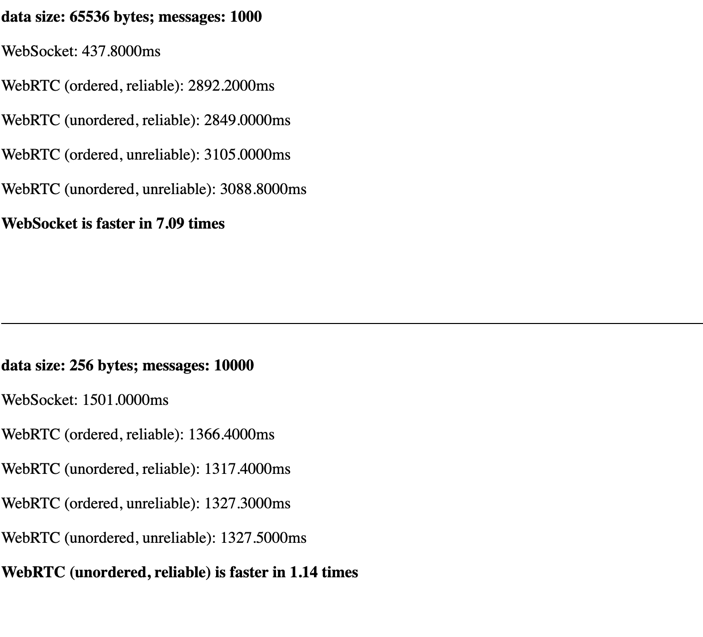 data size: 65536 bytes; messages: 1000
WebSocket: 437.8000ms
WebRTC (ordered, reliable): 2892.2000ms
WebRTC (unordered, reliable): 2849.0000ms
WebRTC (ordered, unreliable): 3105.0000ms
WebRTC (unordered, unreliable): 3088.8000ms
WebSocket is faster in 7.09 times
data size: 256 bytes; messages: 10000
WebSocket: 1501.0000ms
WebRTC (ordered, reliable): 1366.4000ms
WebRTC (unordered, reliable): 1317.4000ms
WebRTC (ordered, unreliable): 1327.3000ms
WebRTC (unordered, unreliable): 1327.5000ms
WebRTC (unordered, reliable) is faster in 1.14 times